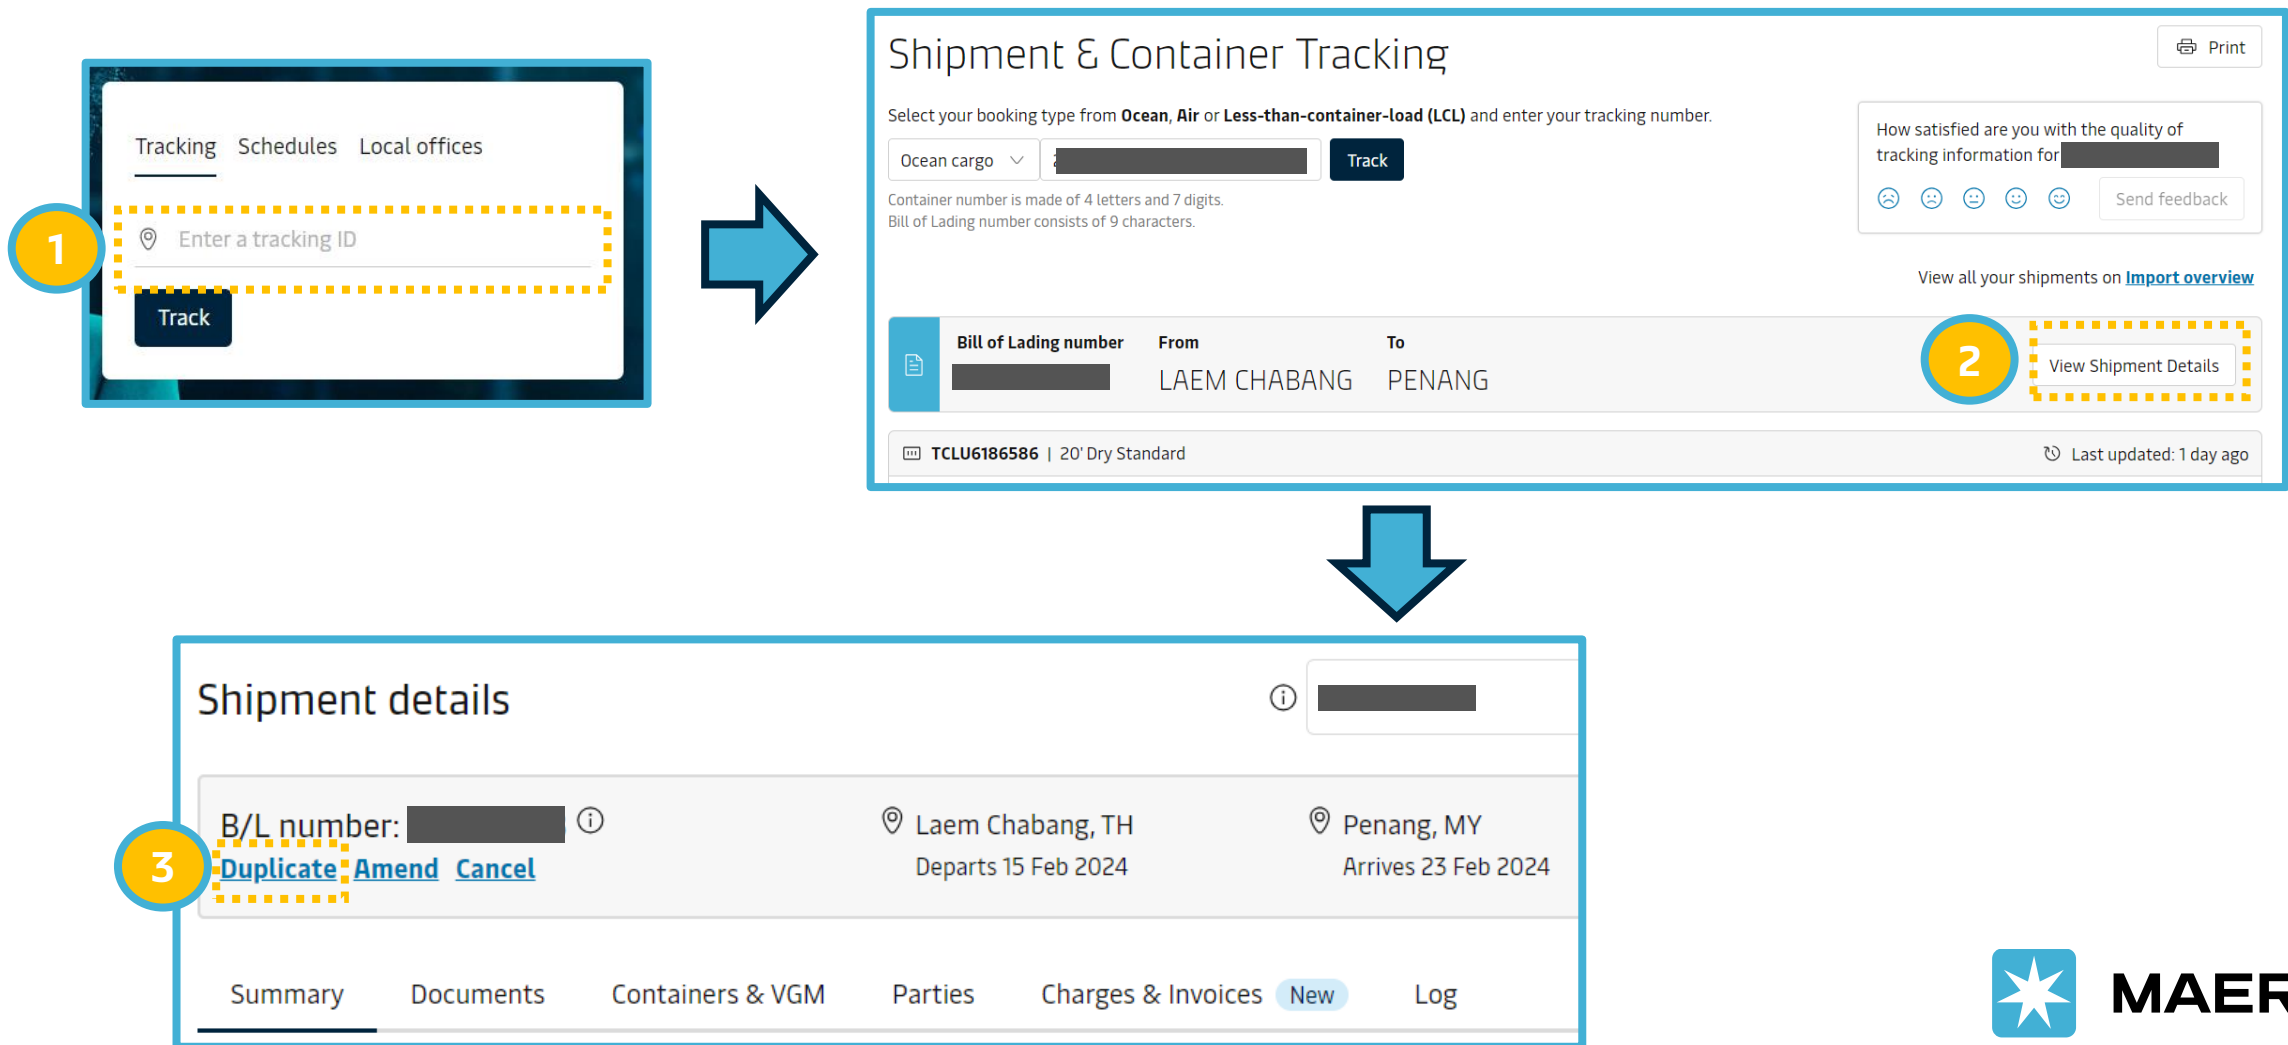 Tracking Schedules Local offices
1
Enter a tracking ID
Track
Shipment & Container Tracking
Print
Select your booking type from Ocean, Air or Less-than-container-load (LCL) and enter your tracking number.
Ocean cargo
Track
Container number is made of 4 letters and 7 digits.
Bill of Lading number consists of 9 characters.
How satisfied are you with the quality of
tracking information for
Send feedback
View all your shipments on Import overview
Bill of Lading number From To
LAEM CHABANG PENANG
2
View Shipment Details
TCLU6186586 | 20' Dry Standard
Last updated: 1 day ago
Shipment details
B/L number:
Laem Chabang, TH
Penang, MY
3
Duplicate Amend Cancel
Departs 15 Feb 2024
Arrives 23 Feb 2024
Summary Documents Containers & VGM Parties Charges & Invoices New Log
MAER